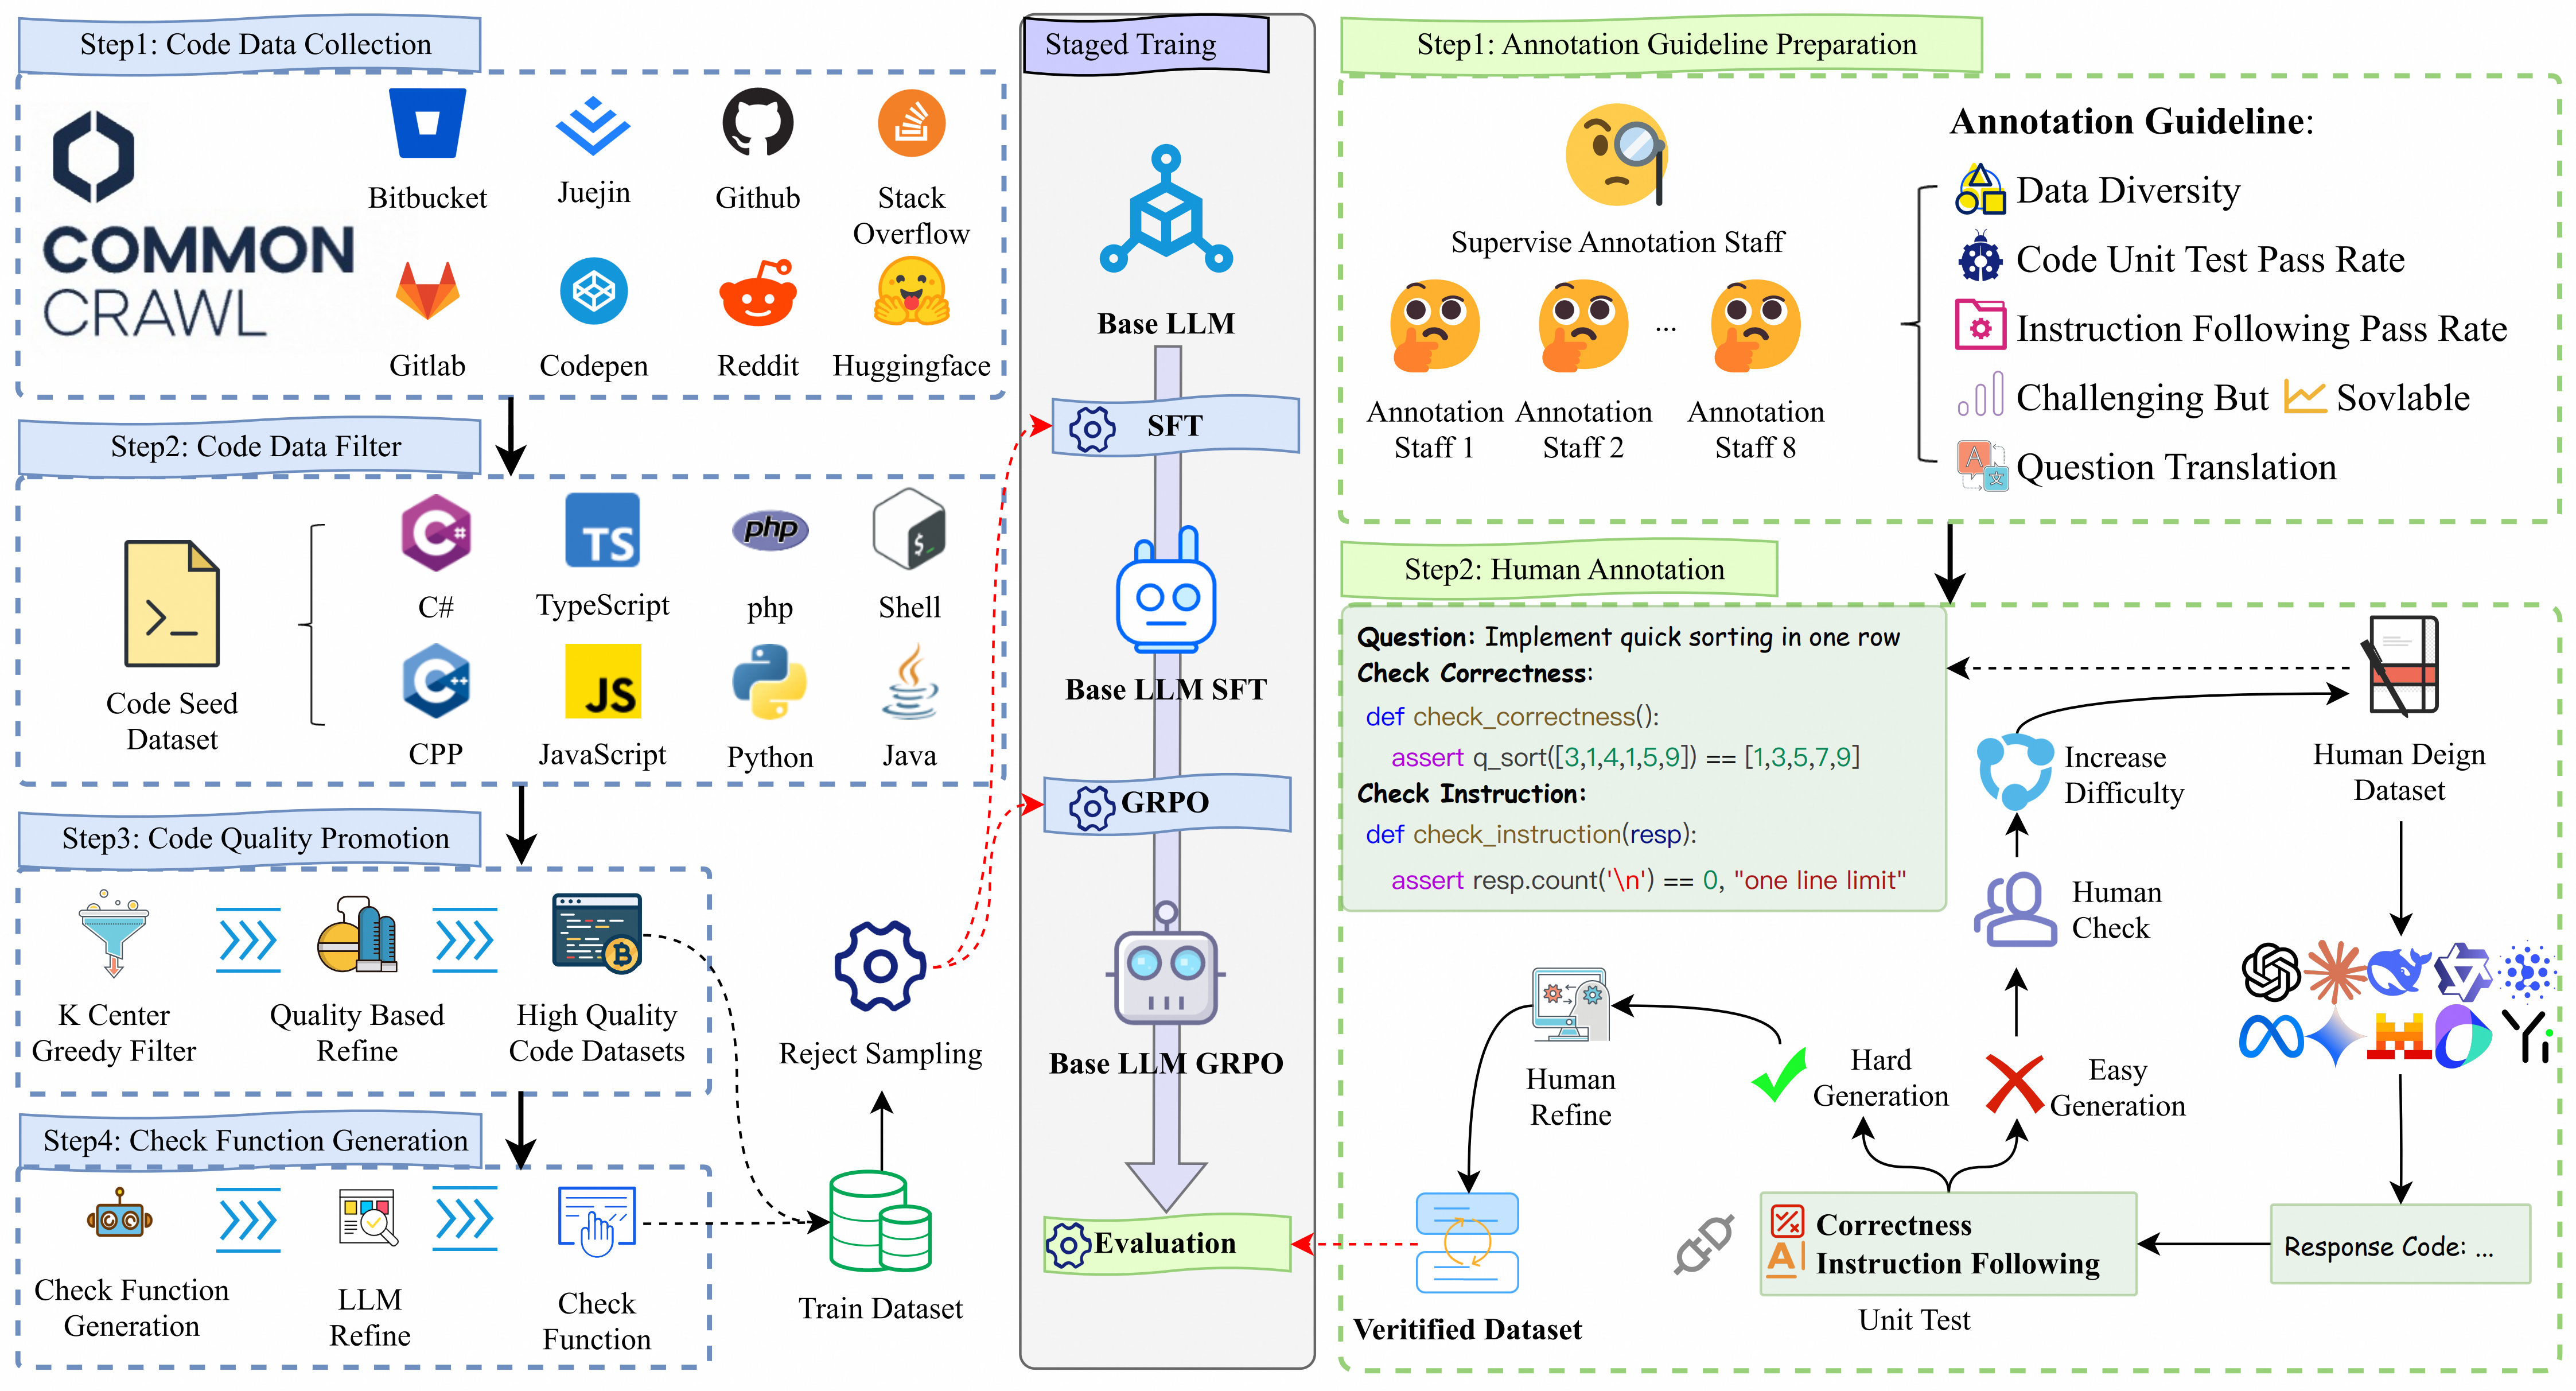 Step1: Code Data Collection
COMMON
CRAWL
Bitbucket
Juejin
Github
Stack
Overflow
Gitlab
Codepen
Reddit
Huggingface
Step2: Code Data Filter
Code Seed
Dataset
C#
TS
TypeScript
php
php
$_
Shell
C++
CPP
JS
JavaScript
Python
Java
Step3: Code Quality Promotion
K Center
Greedy Filter
Quality Based
Refine
High Quality
Code Datasets
Step4: Check Function Generation
Check Function
Generation
LLM
Refine
Check
Function
Reject Sampling
Train Dataset
Staged Traing
Base LLM
SFT
Base LLM SFT
GRPO
Base LLM GRPO
Evaluation
Step1: Annotation Guideline Preparation
Supervise Annotation Staff
Annotation
Staff 1
Annotation
Staff 2
...
Annotation
Staff 8
Annotation Guideline:
Data Diversity
Code Unit Test Pass Rate
Instruction Following Pass Rate
Challenging But Sovlable
A
文
Question Translation
Step2: Human Annotation
Question: Implement quick sorting in one row
Check Correctness:
def check_correctness():
assert q_sort([3,1,4,1,5,9]) == [1,3,5,7,9]
Check Instruction:
def check_instruction(resp):
assert resp.count('\n') == 0, "one line limit"
Human Deign
Dataset
Increase
Difficulty
Human
Check
Human
Refine
Hard
Generation
Easy
Generation
Veritified Dataset
Correctness
A
Instruction Following
Unit Test
Response Code: ...